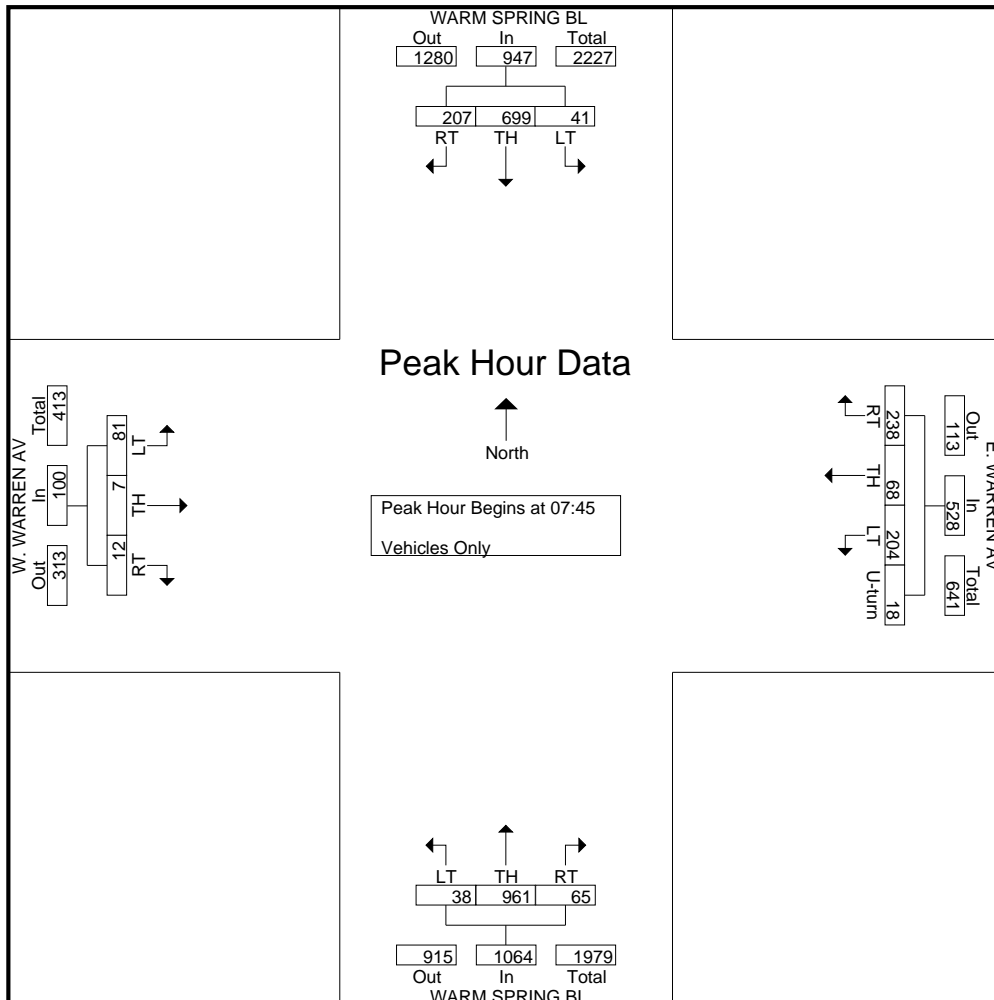 WARM SPRING BL
Out In Total
1280 947 2227
207 699 41
RT TH LT
Peak Hour Data
North
Peak Hour Begins at 07:45
Vehicles Only
W. WARREN AV
Out In Total
313 100 413
12 7 81
RT TH LT
E. WARREN AV
Out In Total
113 528 641
238 68 204 18
RT TH LT U-turn
LT TH RT
38 961 65
915 1064 1979
Out In Total
WARM SPRING BL